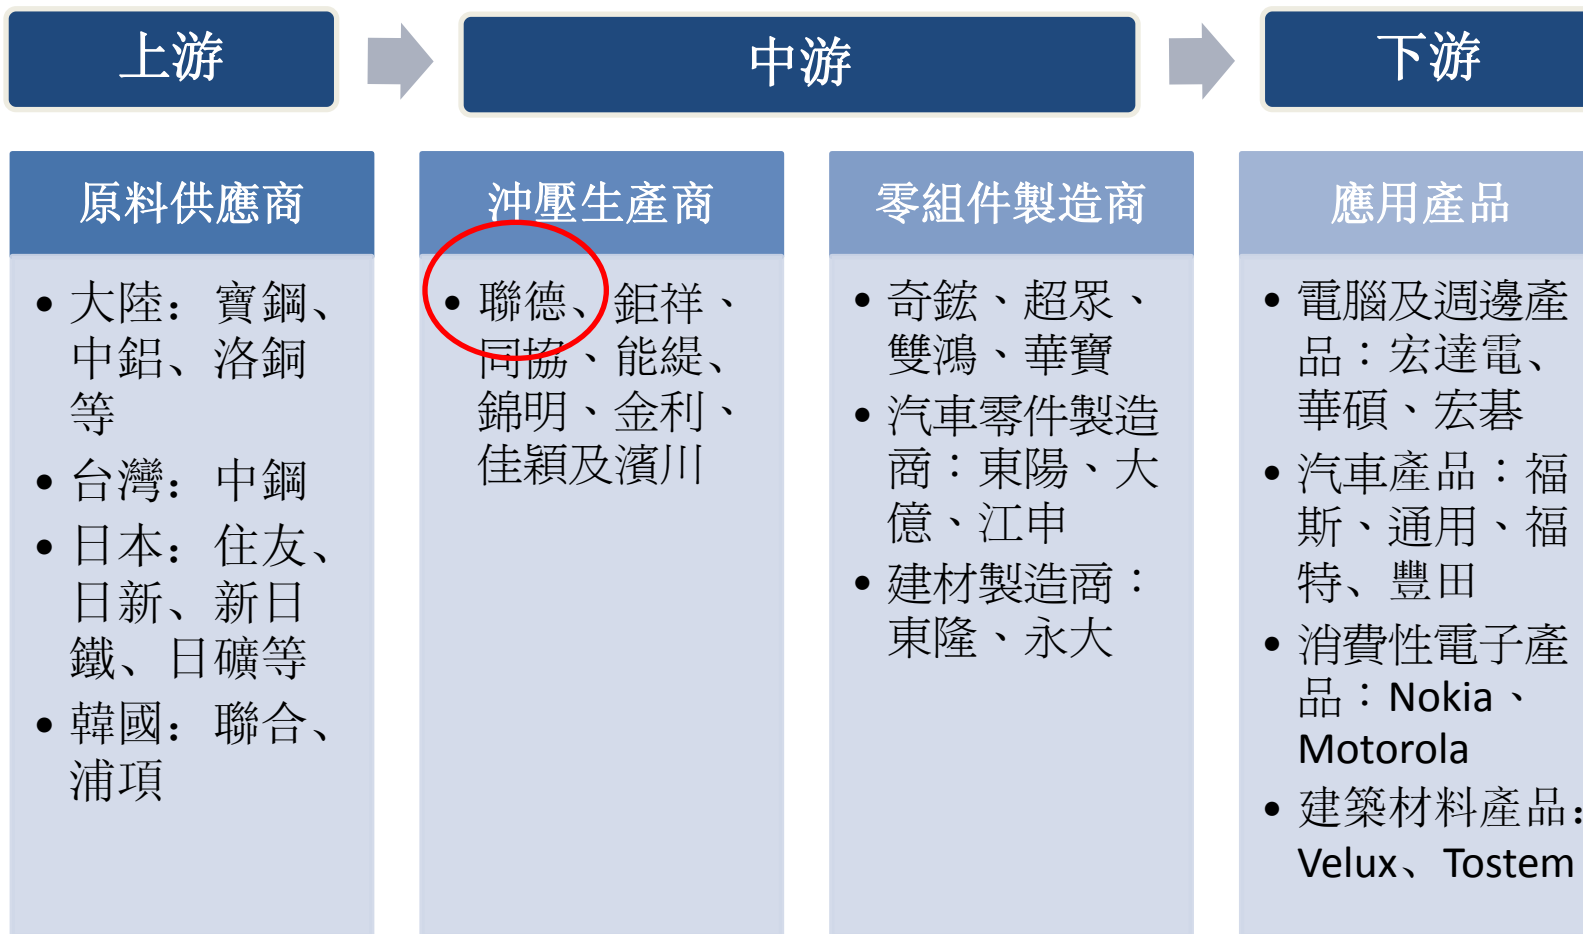 上游
中游
下游
原料供應商
• 大陸：寶鋼、
中鋁、洛銅
等
• 台灣：中鋼
• 日本：住友、
日新、新日
鐵、日礦等
• 韓國：聯合、
浦項
沖壓生產商
• 聯德、鉅祥、
同協、能緹、
錦明、金利、
佳穎及濱川
零組件製造商
• 奇鋐、超眾、
雙鴻、華寶
• 汽車零件製造
商：東陽、大
億、江申
• 建材製造商：
東隆、永大
應用產品
• 電腦及週邊產
品：宏達電、
華碩、宏碁
• 汽車產品：福
斯、通用、福
特、豐田
• 消費性電子產
品：Nokia、
Motorola
• 建築材料產品：
Velux、Tostem